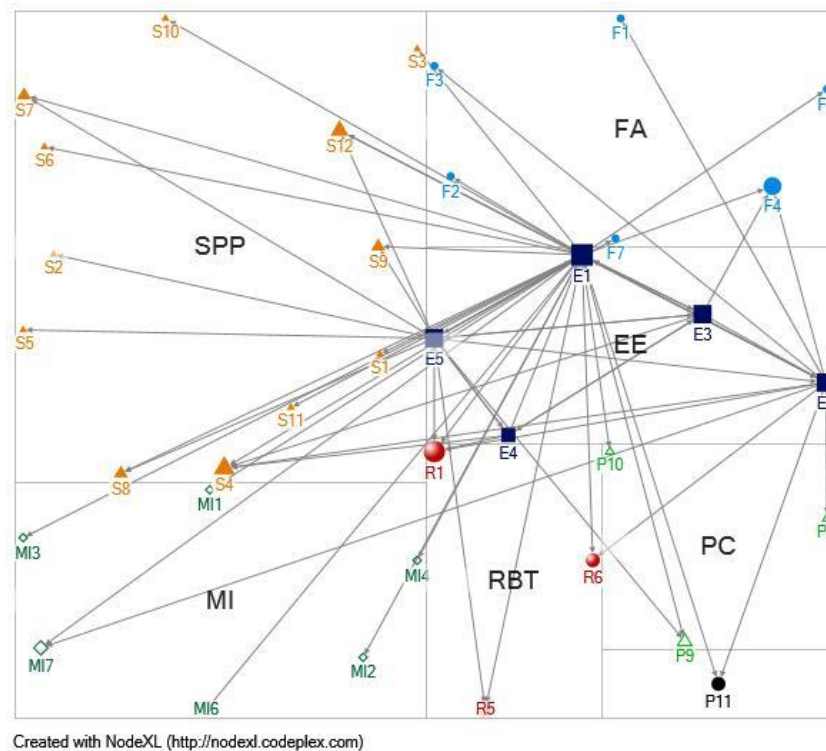 S10
F1
S3
F3
S7
F
S12
FA
S6
F2
F4
SPP
F7
S9
S2
E1
E3
EE
S5
S1
E5
E
S11
E4
R1
P10
S8
S4
MI1
P
MI3
MI4
RBT
R6
PC
MI
P9
MI7
MI2
P11
MI6
R5
Created with NodeXL (http://nodexl.codeplex.com)